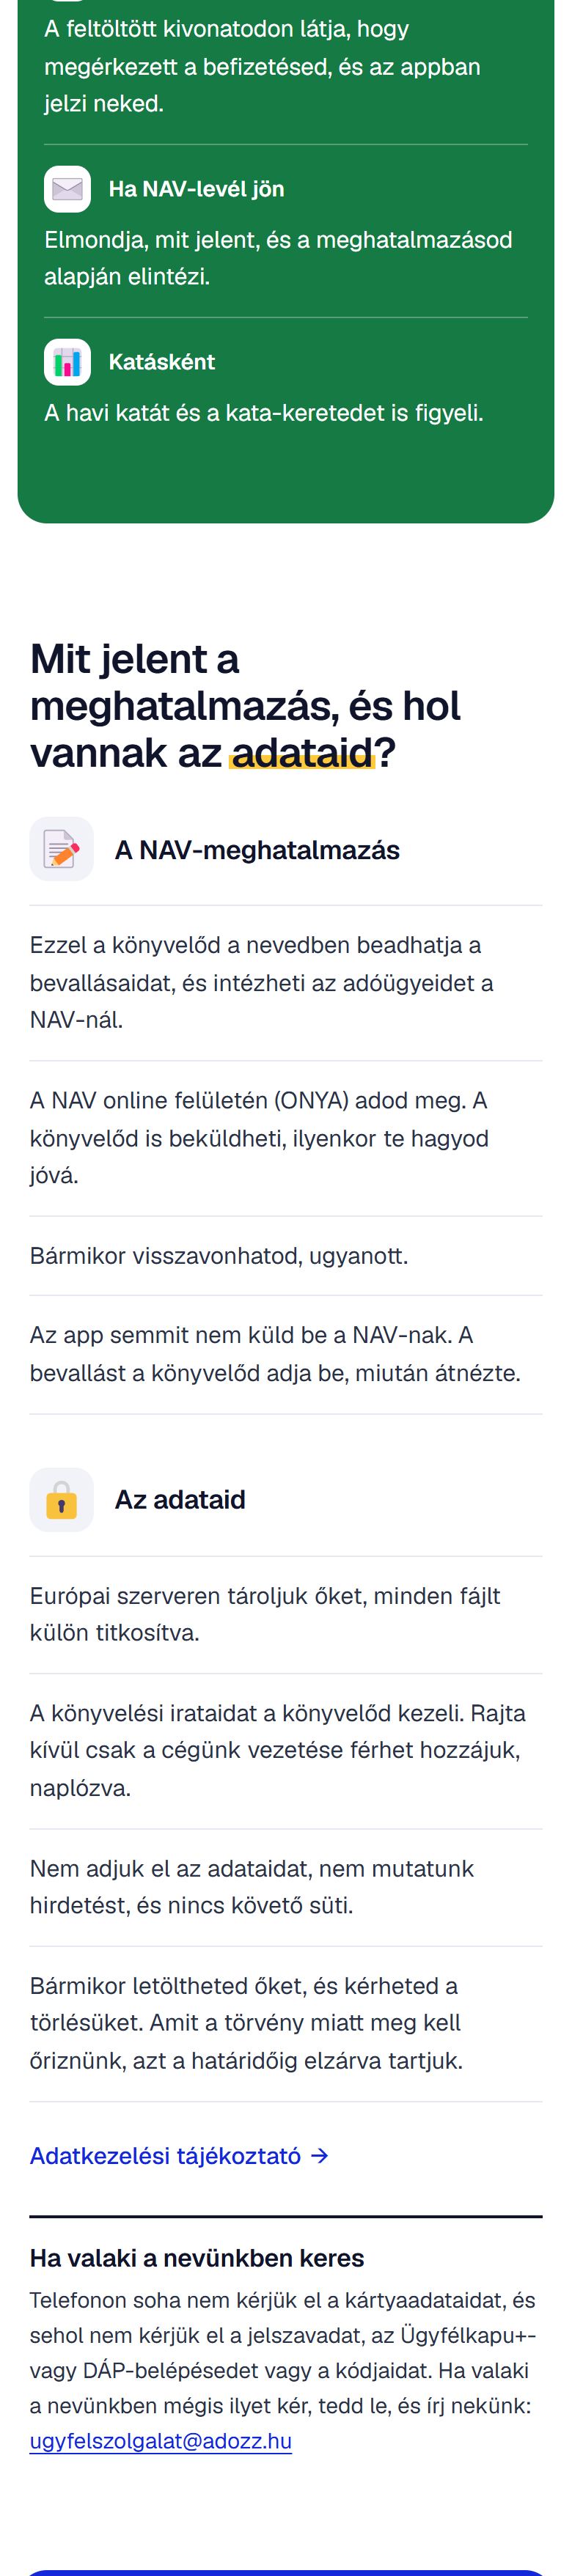 A feltöltött kivonatodon látja, hogy
megérkezett a befizetésed, és az appban
jelzi neked.
Ha NAV-levél jön
Elmondja, mit jelent, és a meghatalmazásod
alapján elintézi.
Katásként
A havi katát és a kata-keretedet is figyeli.
Mit jelent a
meghatalmazás, és hol
vannak az adataid?
A NAV-meghatalmazás
Ezzel a könyvelőd a nevedben beadhatja a
bevallásaidat, és intézheti az adóügyeidet a
NAV-nál.
A NAV online felületén (ONYA) adod meg. A
könyvelőd is beküldheti, ilyenkor te hagyod
jóvá.
Bármikor visszavonhatod, ugyanott.
Az app semmit nem küld be a NAV-nak. A
bevallást a könyvelőd adja be, miután átnézte.
Az adataid
Európai szerveren tároljuk őket, minden fájlt
külön titkosítva.
A könyvelési irataidat a könyvelőd kezeli. Rajta
kívül csak a cégünk vezetése férhet hozzájuk,
naplózva.
Nem adjuk el az adataidat, nem mutatunk
hirdetést, és nincs követő süti.
Bármikor letöltheted őket, és kérheted a
törlésüket. Amit a törvény miatt meg kell
őriznünk, azt a határidőig elzárva tartjuk.
Adatkezelési tájékoztató →
Ha valaki a nevünkben keres
Telefonon soha nem kérjük el a kártyaadataidat, és
sehol nem kérjük el a jelszavadat, az Ügyfélkapu+-
vagy DÁP-belépésedet vagy a kódjaidat. Ha valaki
a nevünkben mégis ilyet kér, tedd le, és írj nekünk:
ugyfelszolgalat@adozz.hu